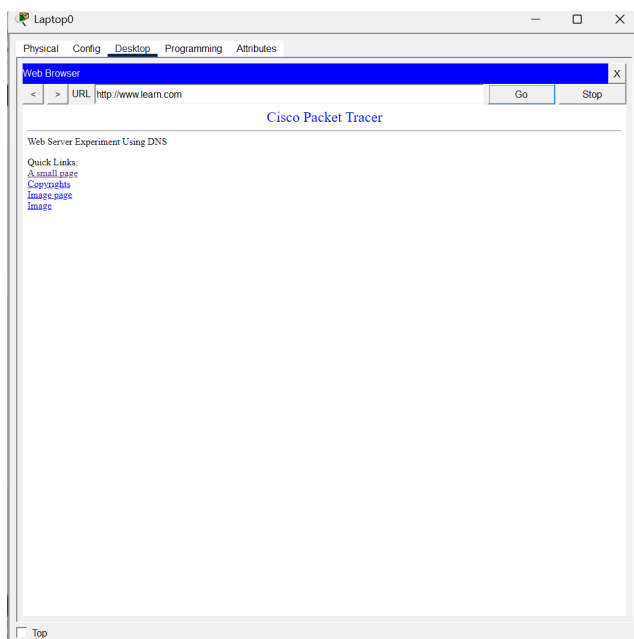 Laptop0
Physical Config Desktop Programming Attributes
Web Browser X
< > URL http://www.learn.com Go Stop
Cisco Packet Tracer
Web Server Experiment Using DNS
Quick Links:
A small page
Copyrights
Image page
Image
Top